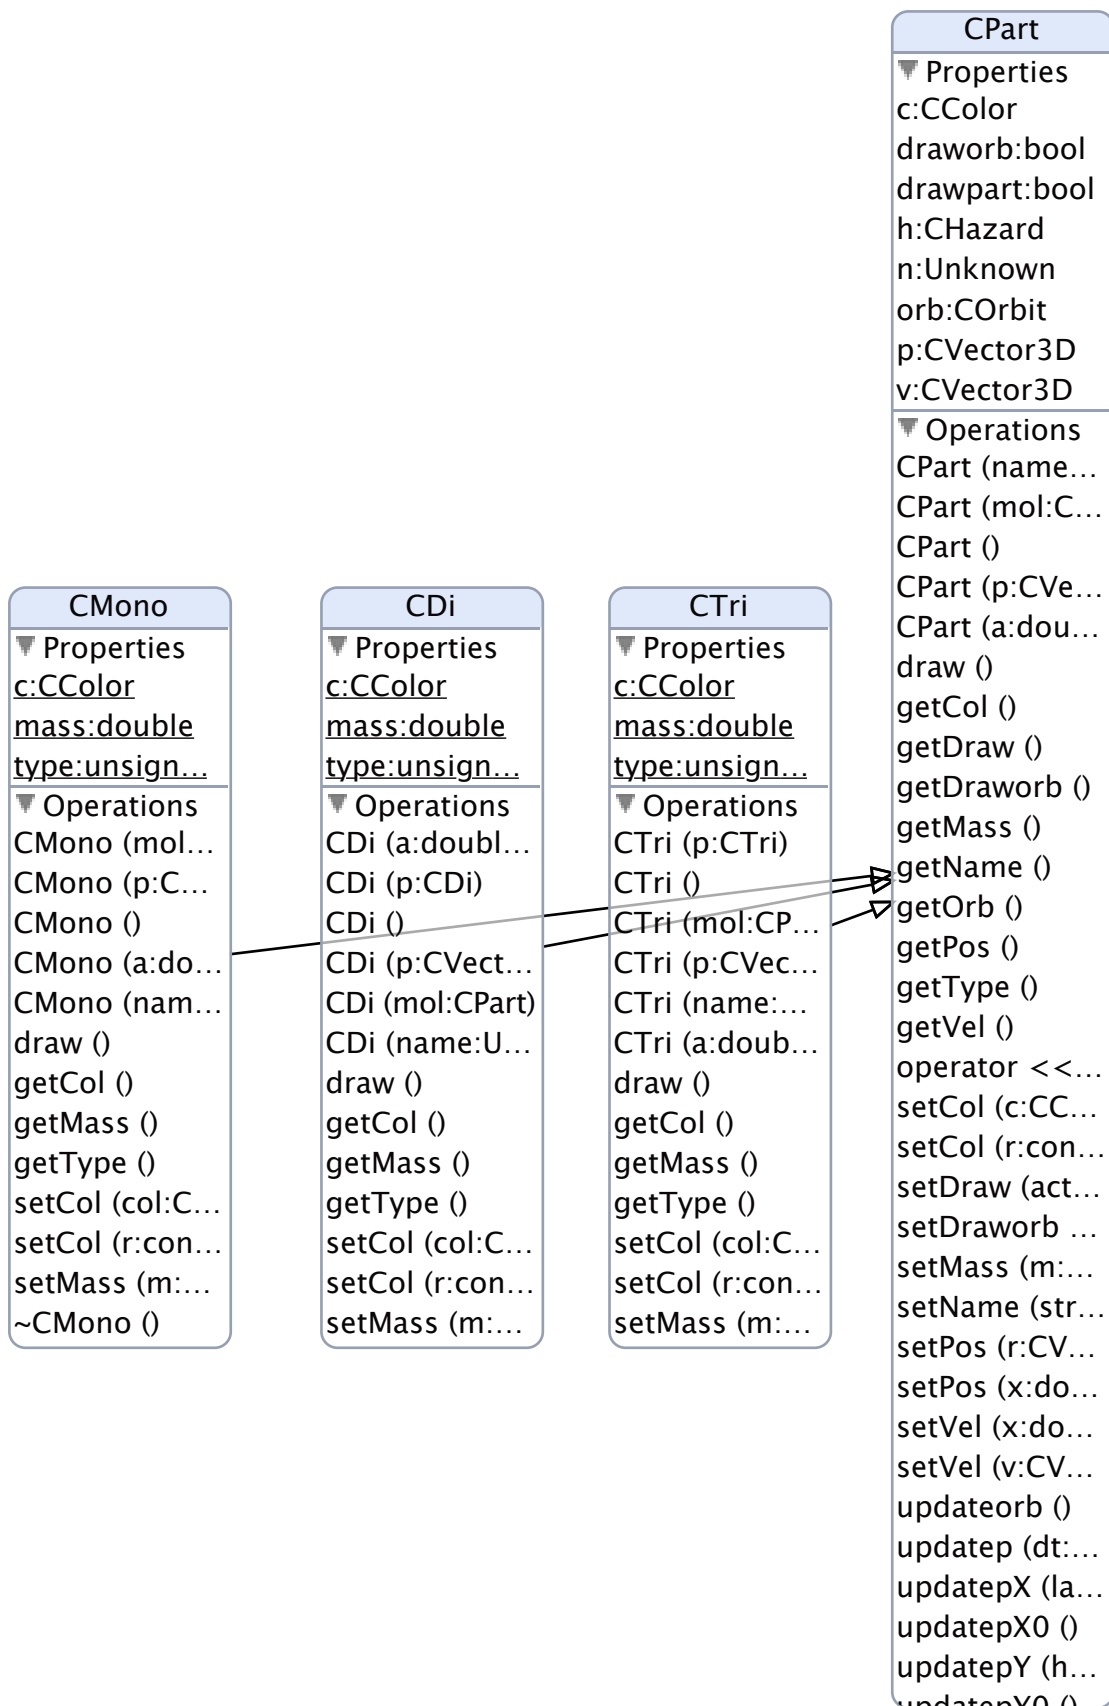 CPart
Properties
c:CColor
draworb:bool
drawpart:bool
h:CHazard
n:Unknown
orb:COrbit
p:CVector3D
v:CVector3D
Operations
CPart (name...
CPart (mol:C...
CPart ()
CPart (p:CVe...
CPart (a:dou...
draw ()
getCol ()
getDraw ()
getDraworb ()
getMass ()
getName ()
getOrb ()
getPos ()
getType ()
getVel ()
operator <<...
setCol (c:CC...
setCol (r:con...
setDraw (act...
setDraworb ...
setMass (m:...
setName (str...
setPos (r:CV...
setPos (x:do...
setVel (x:do...
setVel (v:CV...
updateorb ()
updatep (dt:...
updatepX (la...
updatepX0 ()
updatepY (h...
updatepY0 ()
CMono
Properties
c:CColor
mass:double
type:unsign...
Operations
CMono (mol...
CMono (p:C...
CMono ()
CMono (a:do...
CMono (nam...
draw ()
getCol ()
getMass ()
getType ()
setCol (col:C...
setCol (r:con...
setMass (m:...
~CMono ()
CDi
Properties
c:CColor
mass:double
type:unsign...
Operations
CDi (a:doubl...
CDi (p:CDi)
CDi ()
CDi (p:CVect...
CDi (mol:CPart)
CDi (name:U...
draw ()
getCol ()
getMass ()
getType ()
setCol (col:C...
setCol (r:con...
setMass (m:...
CTri
Properties
c:CColor
mass:double
type:unsign...
Operations
CTri (p:CTri)
CTri ()
CTri (mol:CP...
CTri (p:CVec...
CTri (name:...
CTri (a:doub...
draw ()
getCol ()
getMass ()
getType ()
setCol (col:C...
setCol (r:con...
setMass (m:...